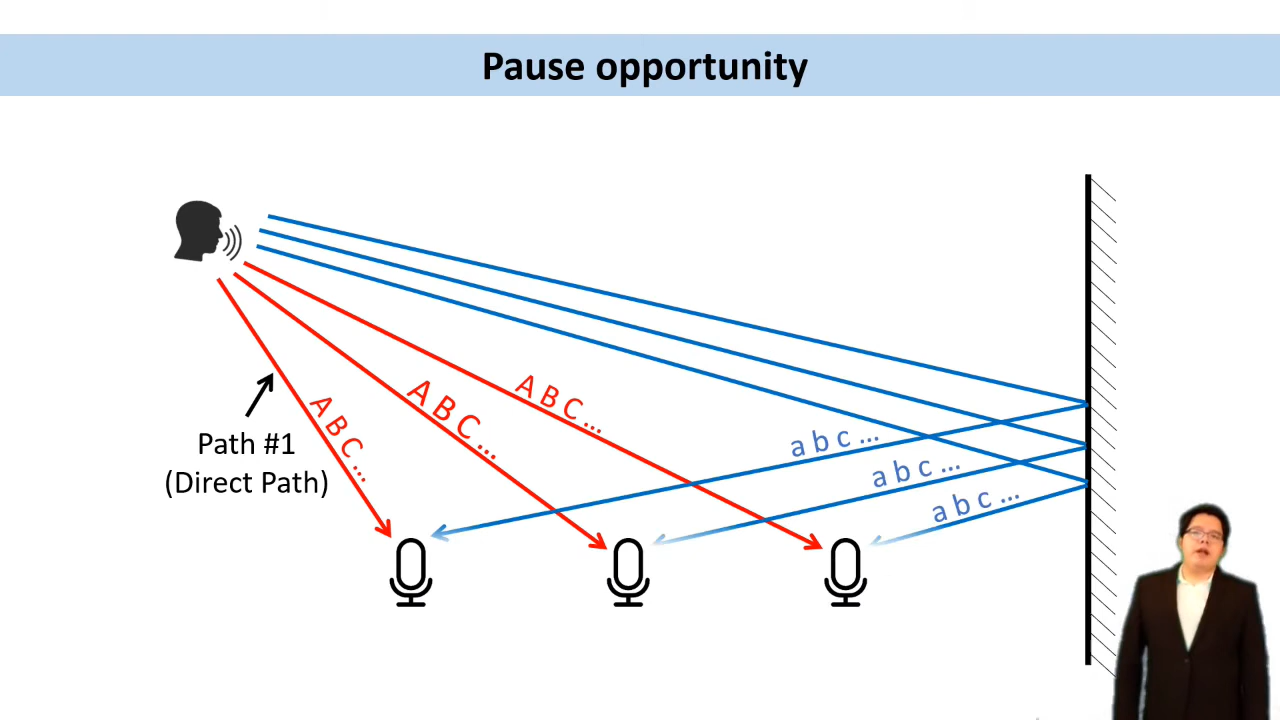 Pause opportunity
A B C ...
A B C ...
A B C ...
Path #1
(Direct Path)
a b c ...
a b c ...
a b c ...